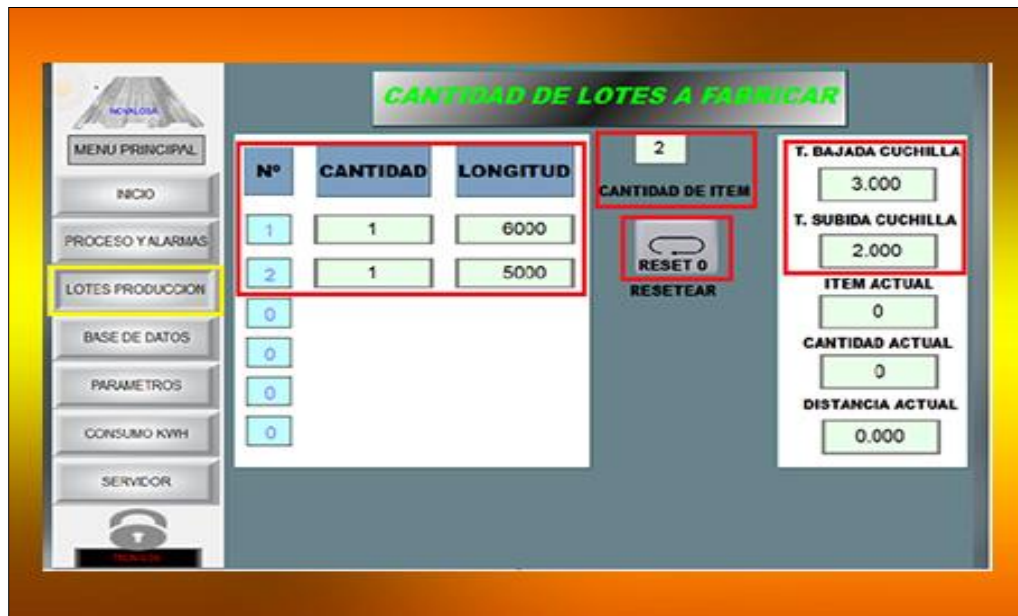 CANTIDAD DE LOTES A FABRICAR
NOVALOSA
MENU PRINCIPAL
INICIO
PROCESO Y ALARMAS
LOTES PRODUCCION
BASE DE DATOS
PARAMETROS
CONSUMO KWH
SERVIDOR
Nº CANTIDAD LONGITUD
1 1 6000
2 1 5000
0
0
0
0
2
CANTIDAD DE ITEM
RESET 0
RESETEAR
T. BAJADA CUCHILLA
3.000
T. SUBIDA CUCHILLA
2.000
ITEM ACTUAL
0
CANTIDAD ACTUAL
0
DISTANCIA ACTUAL
0.000